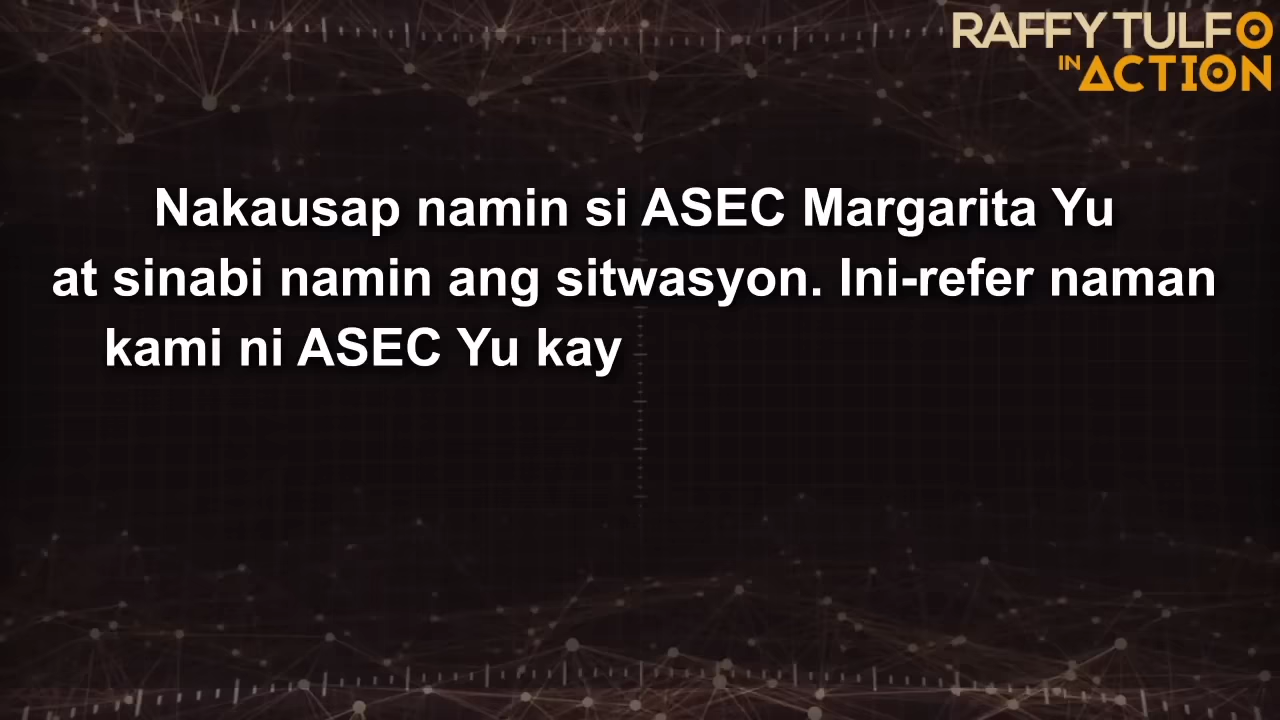 RAFFY TULFO
IN ACTION
Nakausap namin si ASEC Margarita Yu
at sinabi namin ang sitwasyon. Ini-refer naman
kami ni ASEC Yu kay